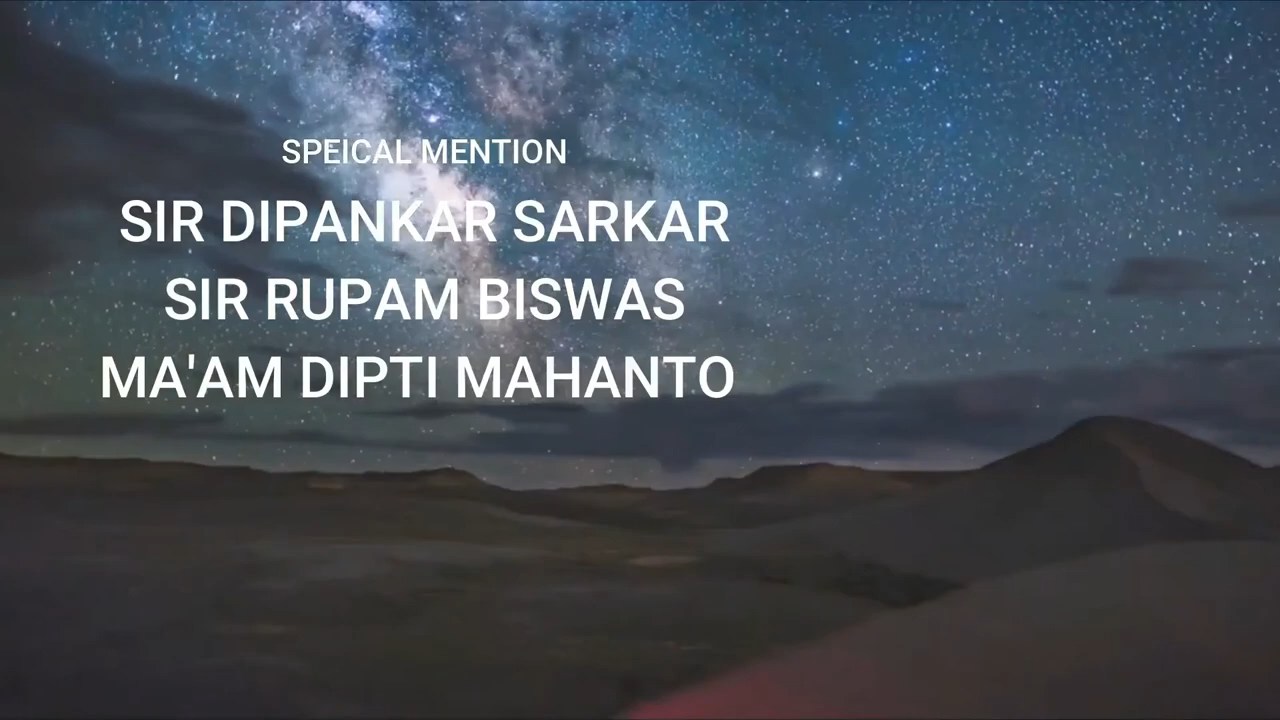 SPEICAL MENTION
SIR DIPANKAR SARKAR
SIR RUPAM BISWAS
MA'AM DIPTI MAHANTO